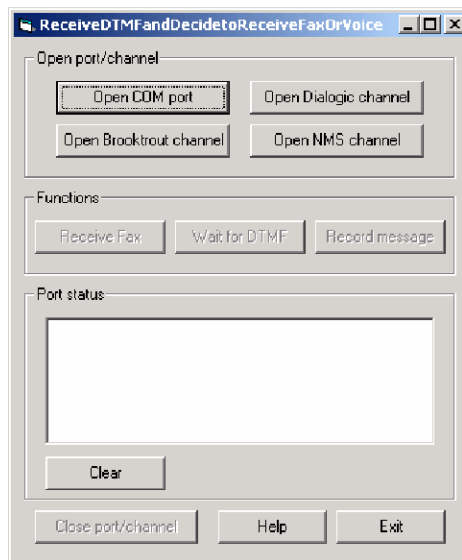 ReceiveDTMFandDecidetoReceiveFaxOrVoice
Open port/channel
Open COM port Open Dialogic channel
Open Brooktrout channel Open NMS channel
Functions
Receive Fax Wait for DTMF Record message
Port status
Clear
Close port/channel Help Exit